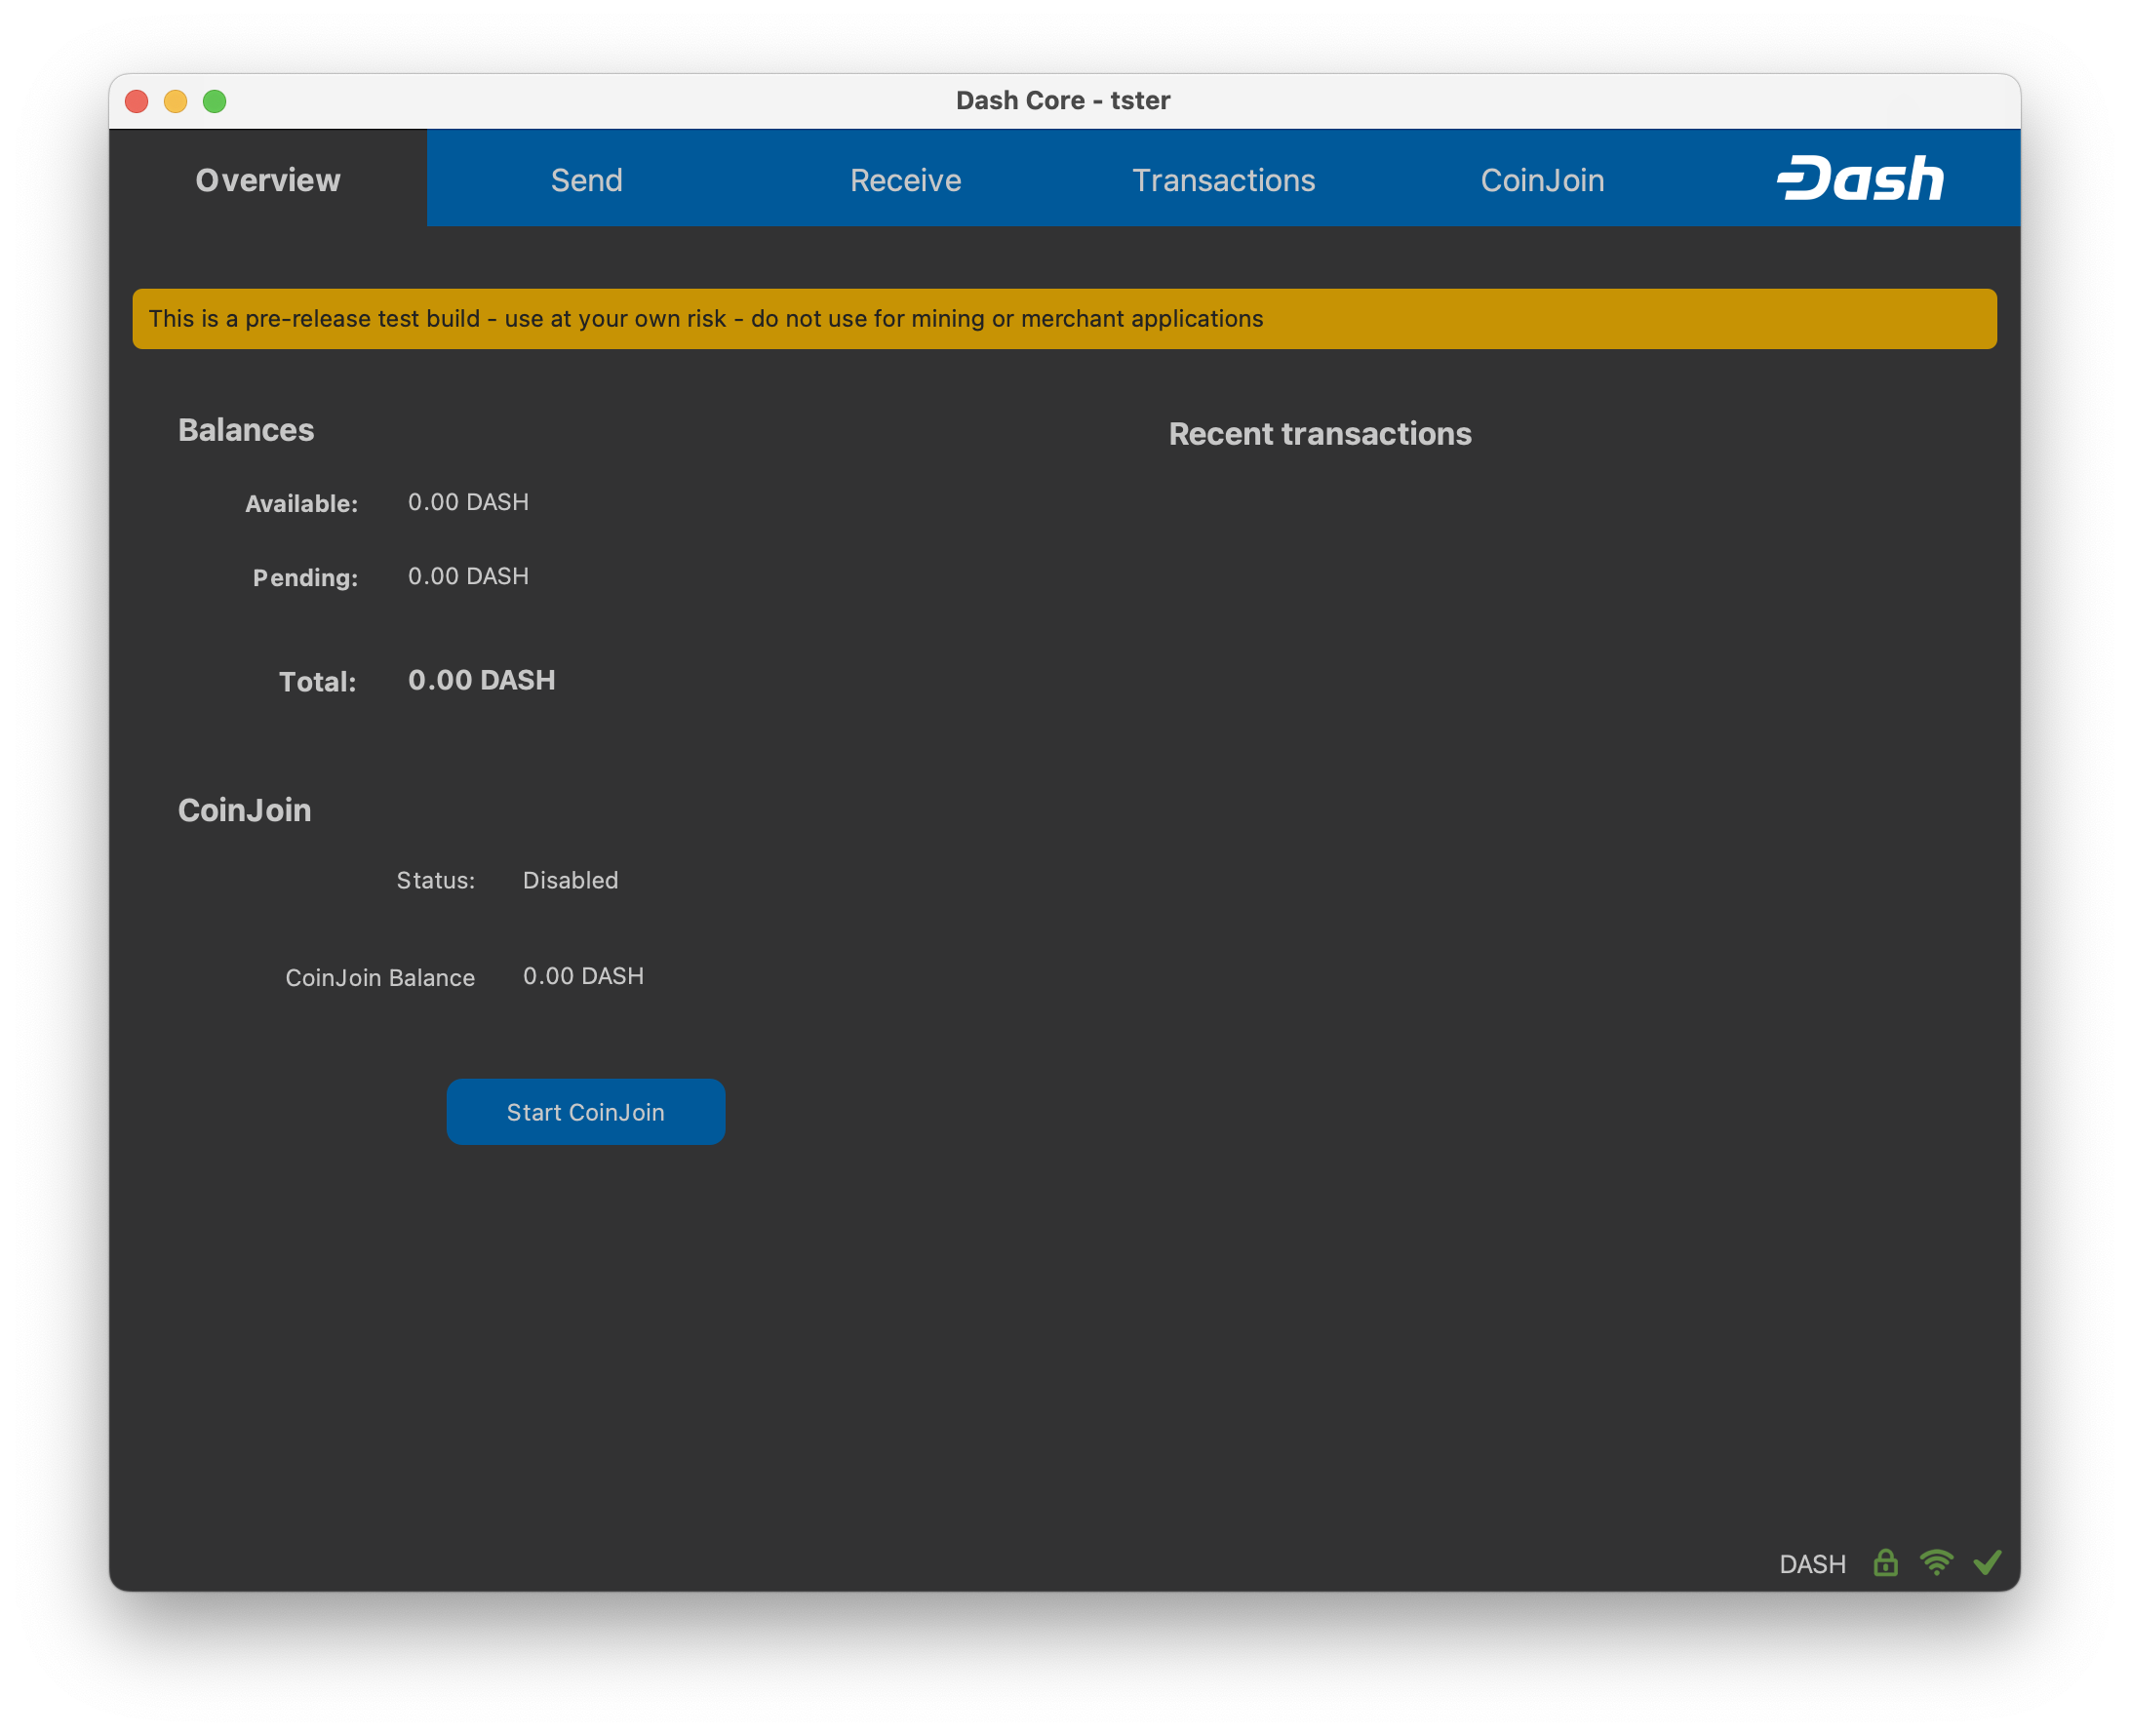 Dash Core - tster
Overview
Send
Receive
Transactions
CoinJoin
Dash
This is a pre-release test build - use at your own risk - do not use for mining or merchant applications
Balances
Available: 0.00 DASH
Pending: 0.00 DASH
Total: 0.00 DASH
Recent transactions
CoinJoin
Status: Disabled
CoinJoin Balance 0.00 DASH
Start CoinJoin
DASH